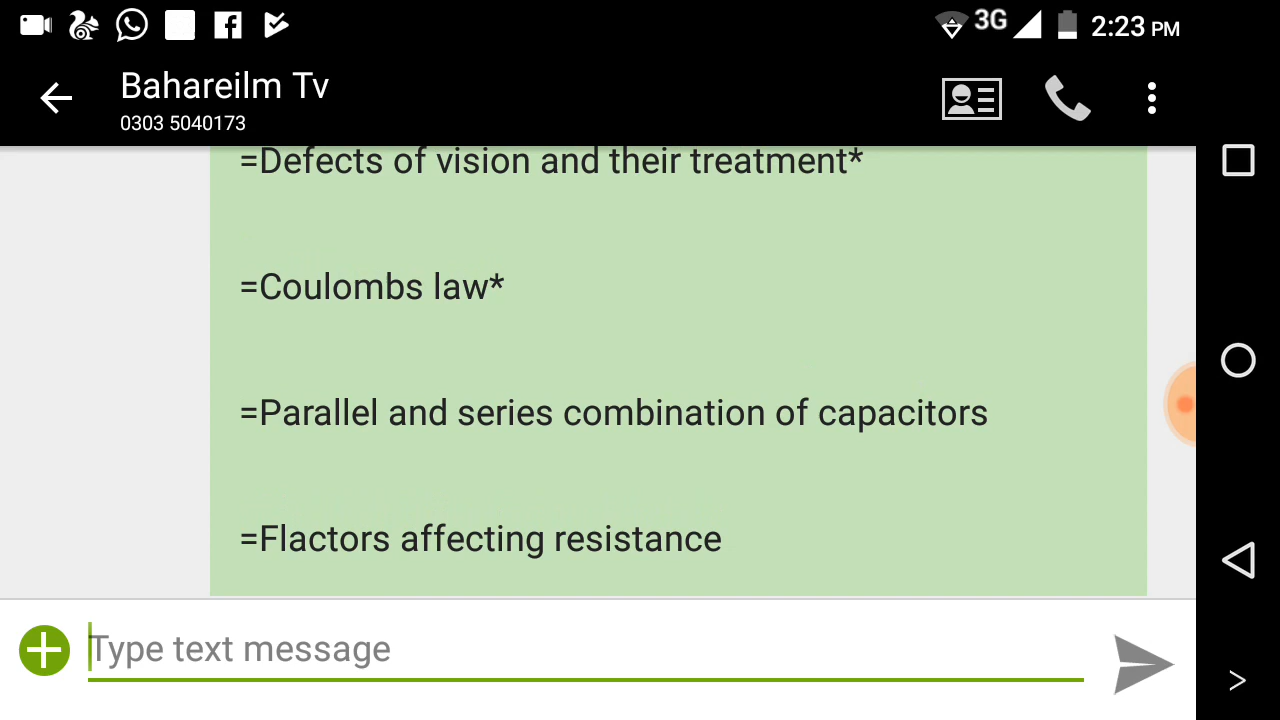 3G 2:23 PM
Bahareilm Tv
0303 5040173
=Defects of vision and their treatment*
=Coulombs law*
=Parallel and series combination of capacitors
=Flactors affecting resistance
Type text message